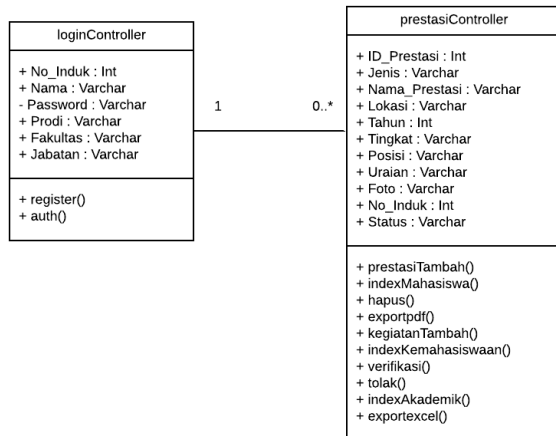 loginController
+ No_Induk : Int
+ Nama : Varchar
- Password : Varchar
+ Prodi : Varchar
+ Fakultas : Varchar
+ Jabatan : Varchar
+ register()
+ auth()
1
0..*
prestasiController
+ ID_Prestasi : Int
+ Jenis : Varchar
+ Nama_Prestasi : Varchar
+ Lokasi : Varchar
+ Tahun : Int
+ Tingkat : Varchar
+ Posisi : Varchar
+ Uraian : Varchar
+ Foto : Varchar
+ No_Induk : Int
+ Status : Varchar
+ prestasiTambah()
+ indexMahasiswa()
+ hapus()
+ exportpdf()
+ kegiatanTambah()
+ indexKemahasiswaan()
+ verifikasi()
+ tolak()
+ indexAkademik()
+ exportexcel()